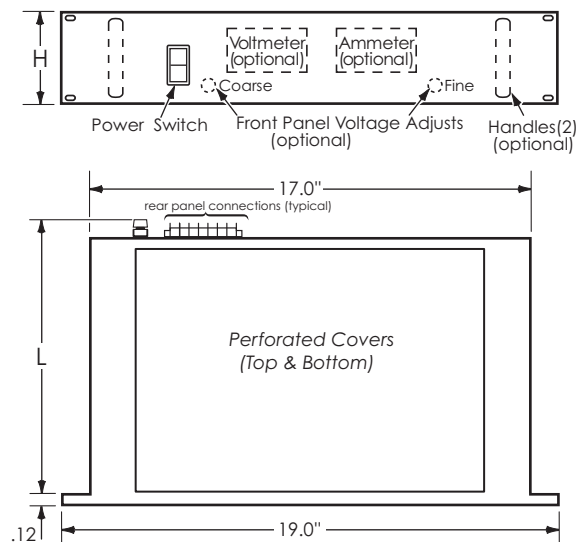 H
Voltmeter
(optional)
Ammeter
(optional)
Coarse
Fine
Power Switch
Front Panel Voltage Adjusts
(optional)
Handles(2)
(optional)
17.0"
rear panel connections (typical)
L
Perforated Covers
(Top & Bottom)
.12
19.0"